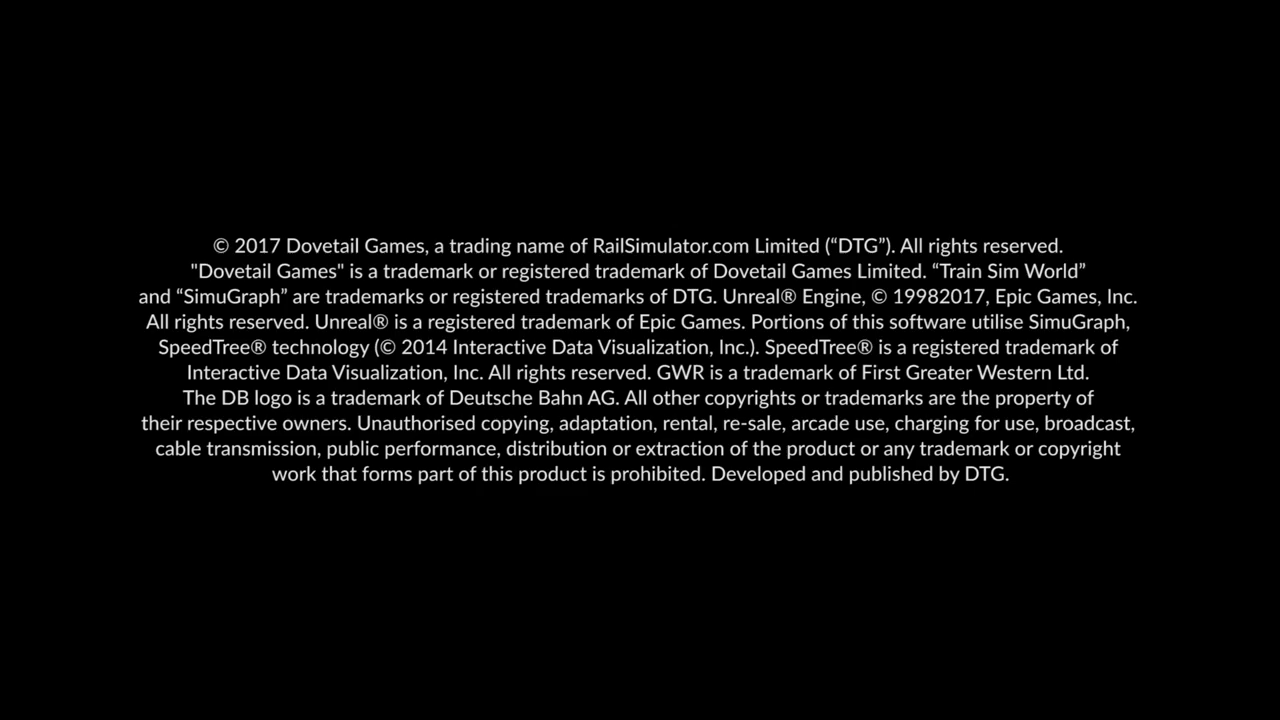 © 2017 Dovetail Games, a trading name of RailSimulator.com Limited (“DTG”). All rights reserved.
"Dovetail Games" is a trademark or registered trademark of Dovetail Games Limited. “Train Sim World”
and “SimuGraph” are trademarks or registered trademarks of DTG. Unreal® Engine, © 19982017, Epic Games, Inc.
All rights reserved. Unreal® is a registered trademark of Epic Games. Portions of this software utilise SimuGraph,
SpeedTree® technology (© 2014 Interactive Data Visualization, Inc.). SpeedTree® is a registered trademark of
Interactive Data Visualization, Inc. All rights reserved. GWR is a trademark of First Greater Western Ltd.
The DB logo is a trademark of Deutsche Bahn AG. All other copyrights or trademarks are the property of
their respective owners. Unauthorised copying, adaptation, rental, re-sale, arcade use, charging for use, broadcast,
cable transmission, public performance, distribution or extraction of the product or any trademark or copyright
work that forms part of this product is prohibited. Developed and published by DTG.